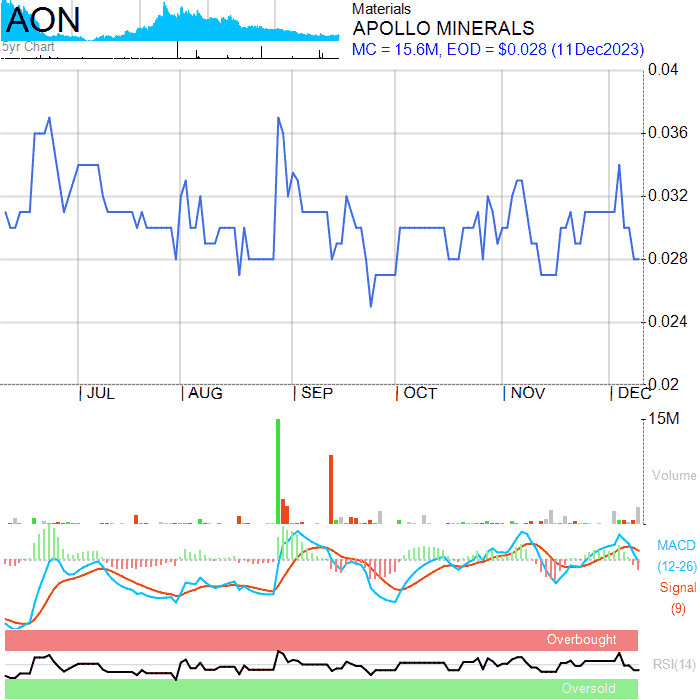 AON
5yr Chart
Materials
APOLLO MINERALS
MC = 15.6M, EOD = $0.028 (11Dec2023)
0.04
0.036
0.032
0.028
0.024
0.02
JUL AUG SEP OCT NOV DEC
15M
Volume
MACD
(12-26)
Signal
(9)
Overbought
RSI(14)
Oversold